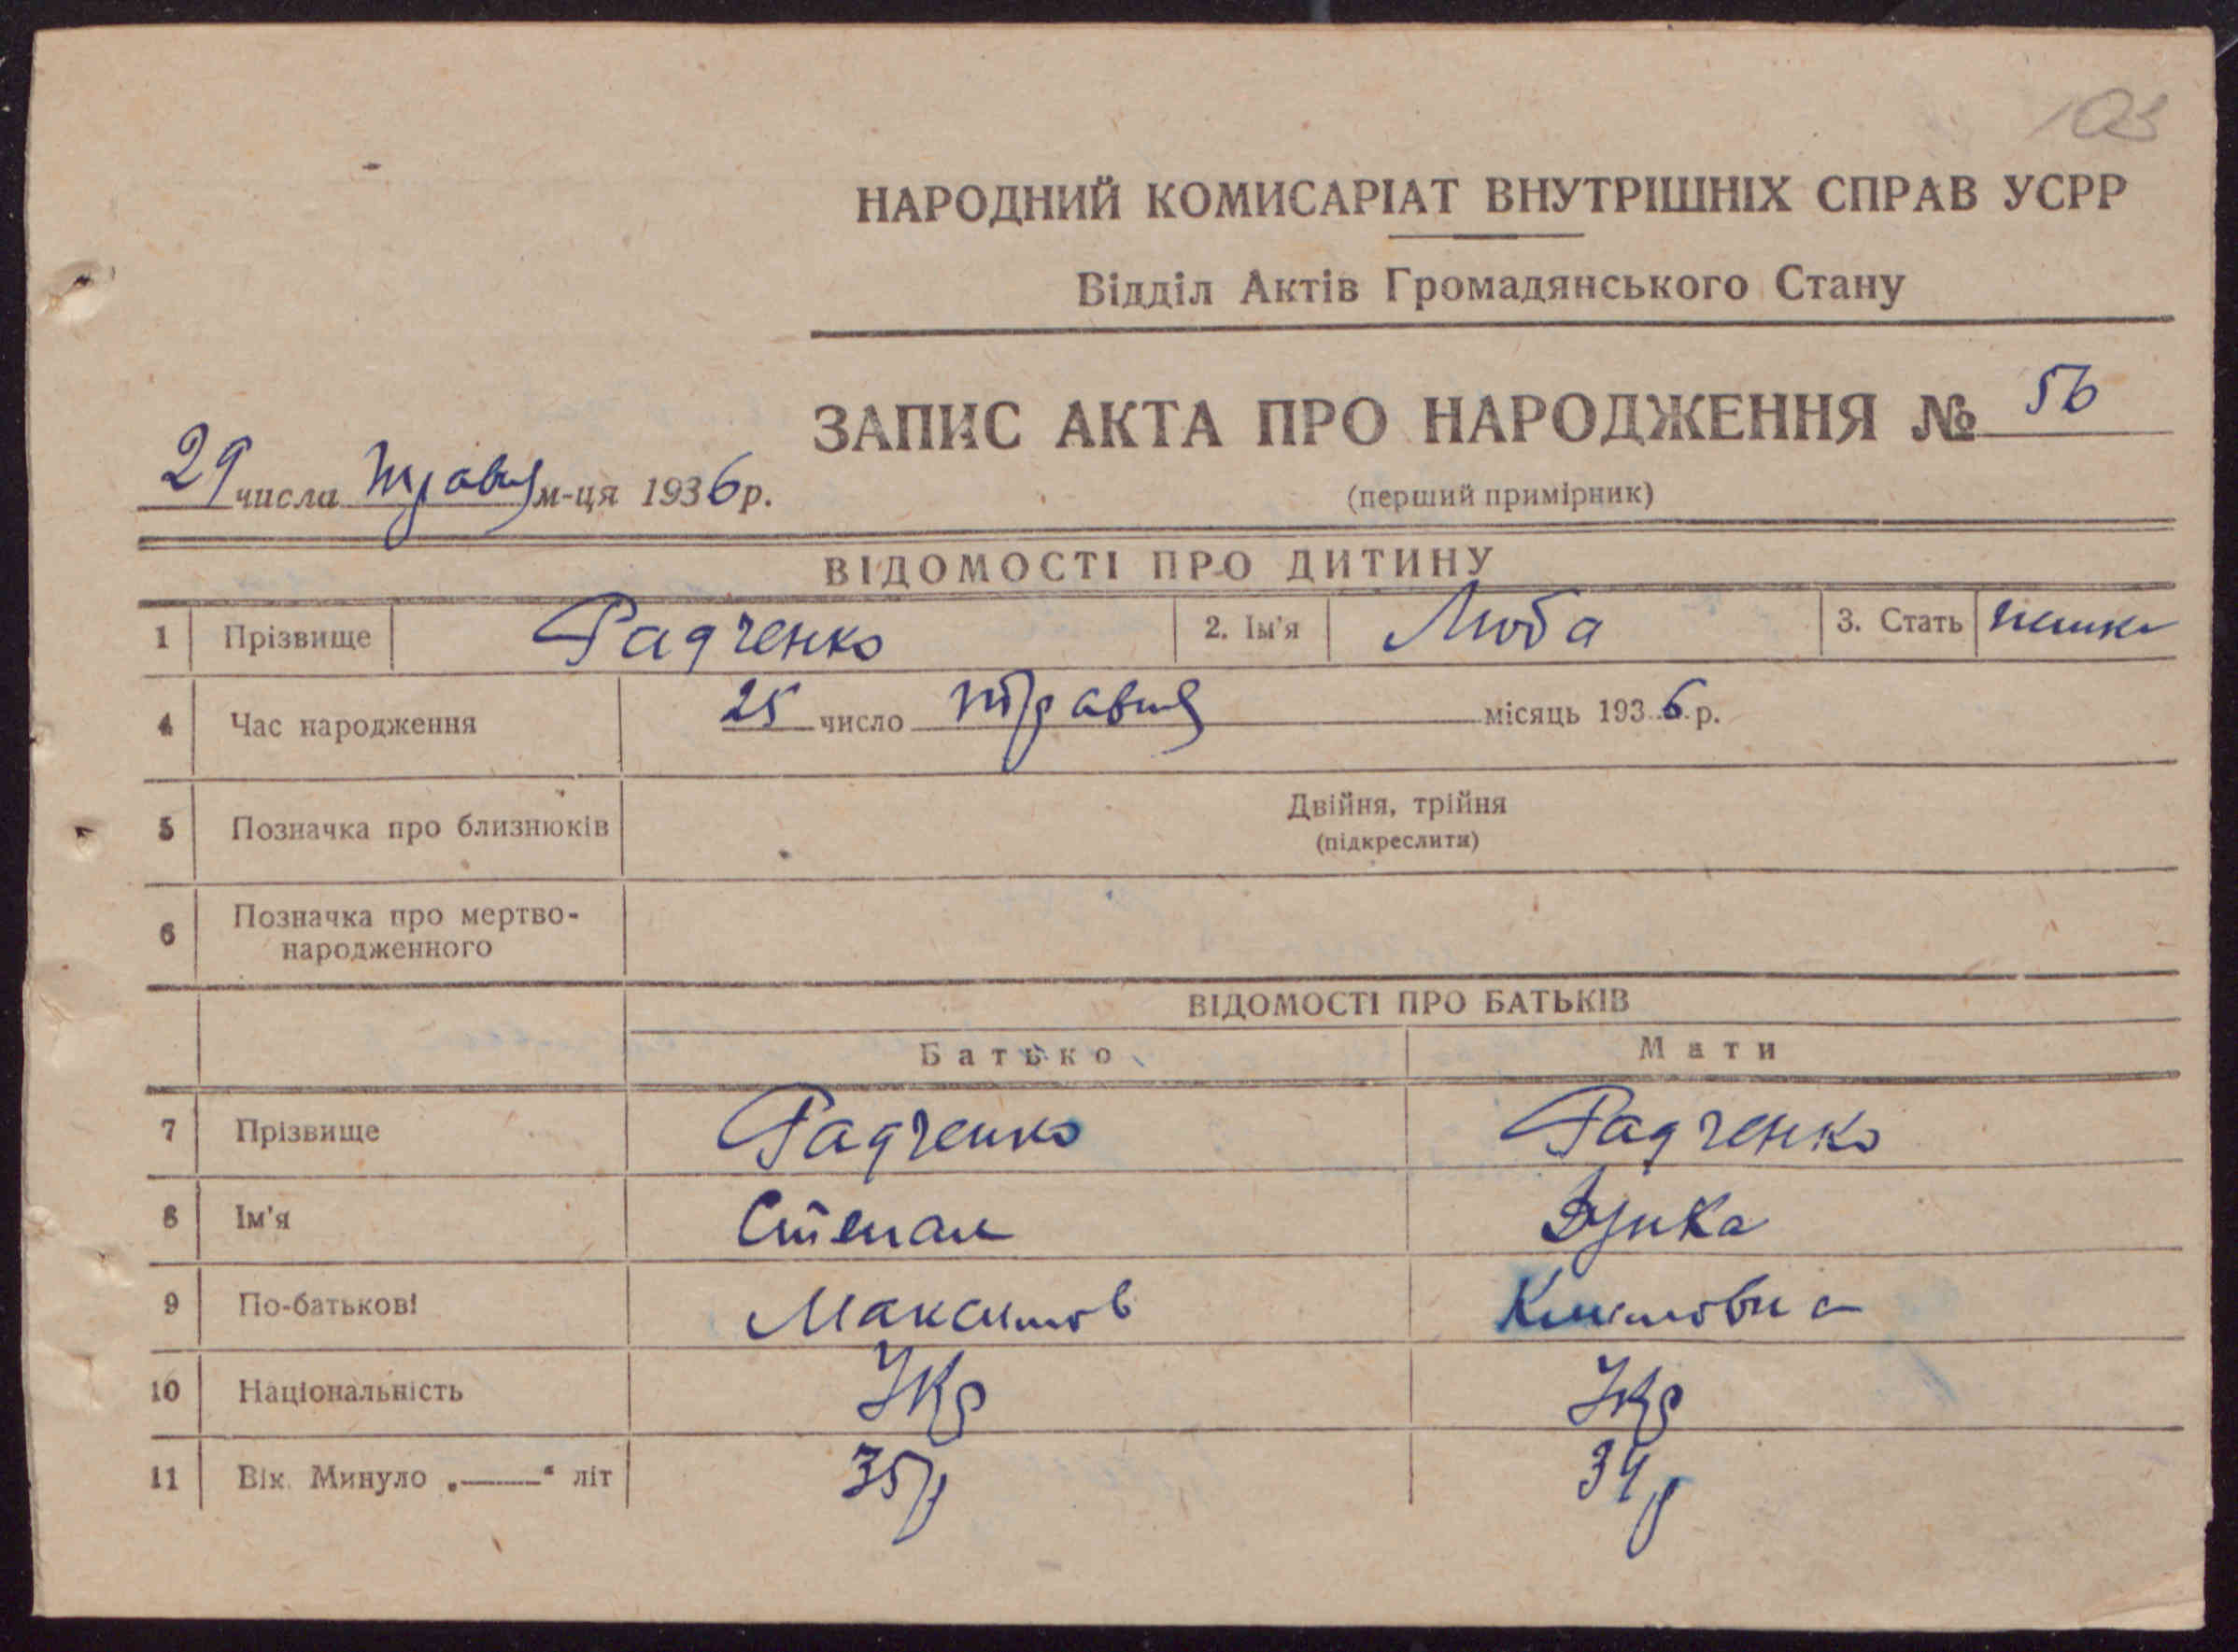 103
НАРОДНИЙ КОМИСАРІАТ ВНУТРІШНІХ СПРАВ УСРР
Відділ Актів Громадянського Стану
ЗАПИС АКТА ПРО НАРОДЖЕННЯ № 56
29 числа травня м-ця 1936 р.
(перший примірник)
ВІДОМОСТІ ПРО ДИТИНУ
1 Прізвище Радченко 2. Ім'я Люба 3. Стать
4 Час народження 25 число травня місяць 1936 р.
5 Позначка про близнюків Двійня, трійня
(підкреслити)
6 Позначка про мертво-
народженного
ВІДОМОСТІ ПРО БАТЬКІВ
Батько Мати
7 Прізвище Радченко Радченко
8 Ім'я Степан
9 По-батькові Максимов Климовна
10 Національність Укр Укр
11 Вік. Минуло „——“ літ 35 р 34 р